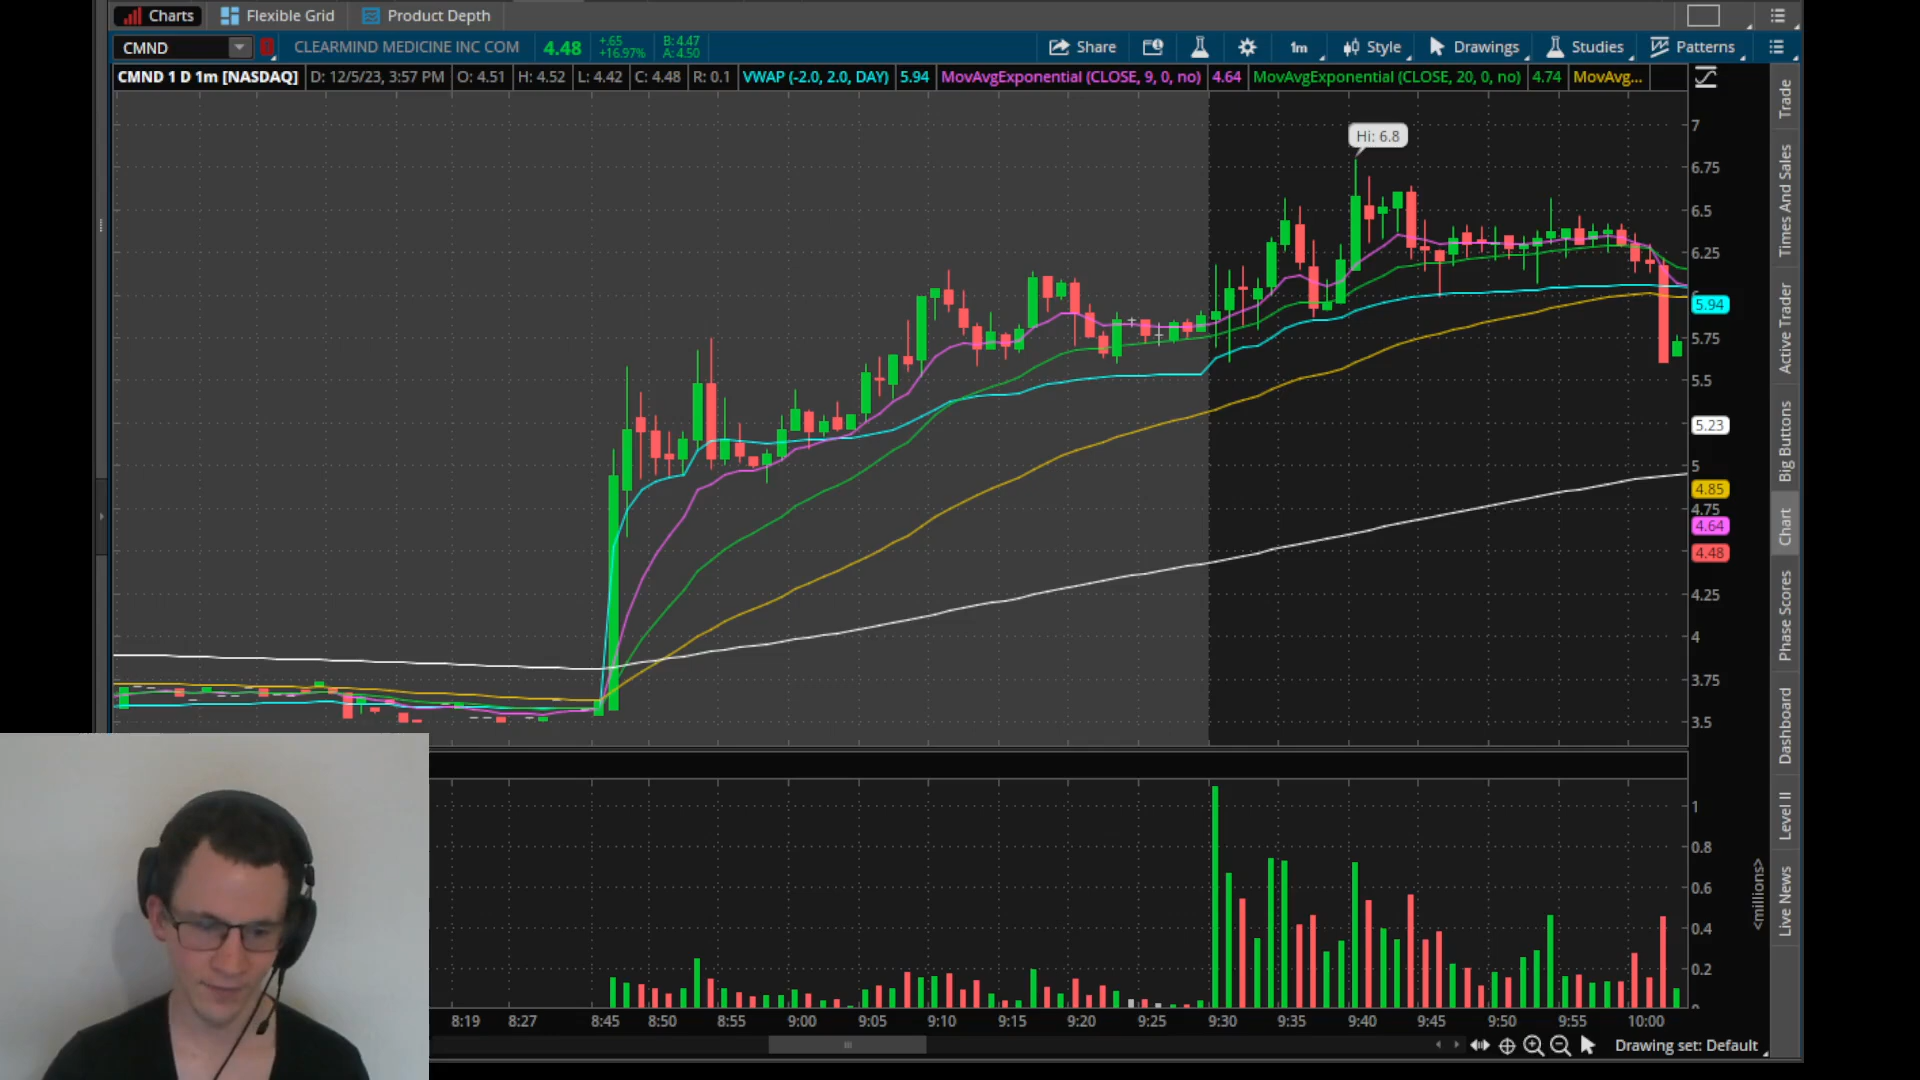 Charts Flexible Grid Product Depth
CMND CLEARMIND MEDICINE INC COM 4.48 +.65 +16.97% B: 4.47 A: 4.50 Share 1m Style Drawings Studies Patterns
CMND 1 D 1m [NASDAQ] D: 12/5/23, 3:57 PM O: 4.51 H: 4.52 L: 4.42 C: 4.48 R: 0.1 VWAP (-2.0, 2.0, DAY) 5.94 MovAvgExponential (CLOSE, 9, 0, no) 4.64 MovAvgExponential (CLOSE, 20, 0, no) 4.74 MovAvg...
Hi: 6.8
7
6.75
6.5
6.25
5.94
5.75
5.5
5.23
5
4.85
4.75
4.64
4.48
4.25
4
3.75
3.5
1
0.8
0.6
0.4
0.2
<millions>
8:19 8:27 8:45 8:50 8:55 9:00 9:05 9:10 9:15 9:20 9:25 9:30 9:35 9:40 9:45 9:50 9:55 10:00
Drawing set: Default
Trade
Times And Sales
Active Trader
Big Buttons
Chart
Phase Scores
Dashboard
Level II
Live News